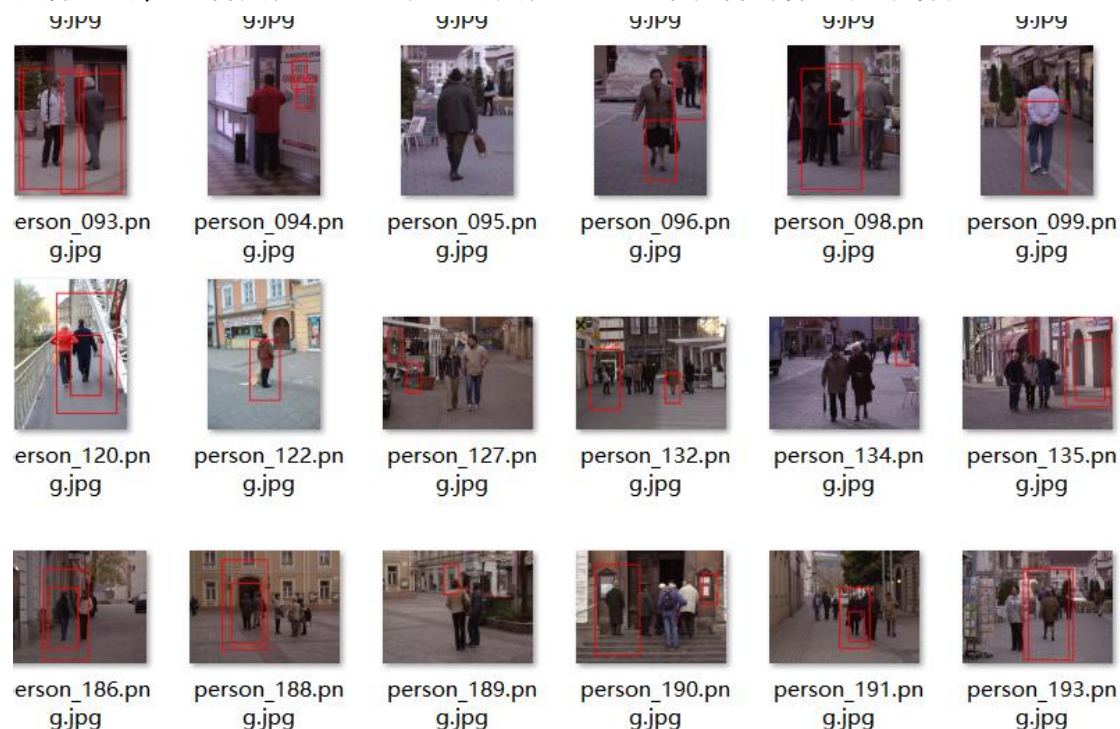 g.jpg g.jpg g.jpg g.jpg g.jpg g.jpg
erson_093.pn person_094.pn person_095.pn person_096.pn person_098.pn person_099.pn
g.jpg g.jpg g.jpg g.jpg g.jpg g.jpg
erson_120.pn person_122.pn person_127.pn person_132.pn person_134.pn person_135.pn
g.jpg g.jpg g.jpg g.jpg g.jpg g.jpg
erson_186.pn person_188.pn person_189.pn person_190.pn person_191.pn person_193.pn
g.jpg g.jpg g.jpg g.jpg g.jpg g.jpg